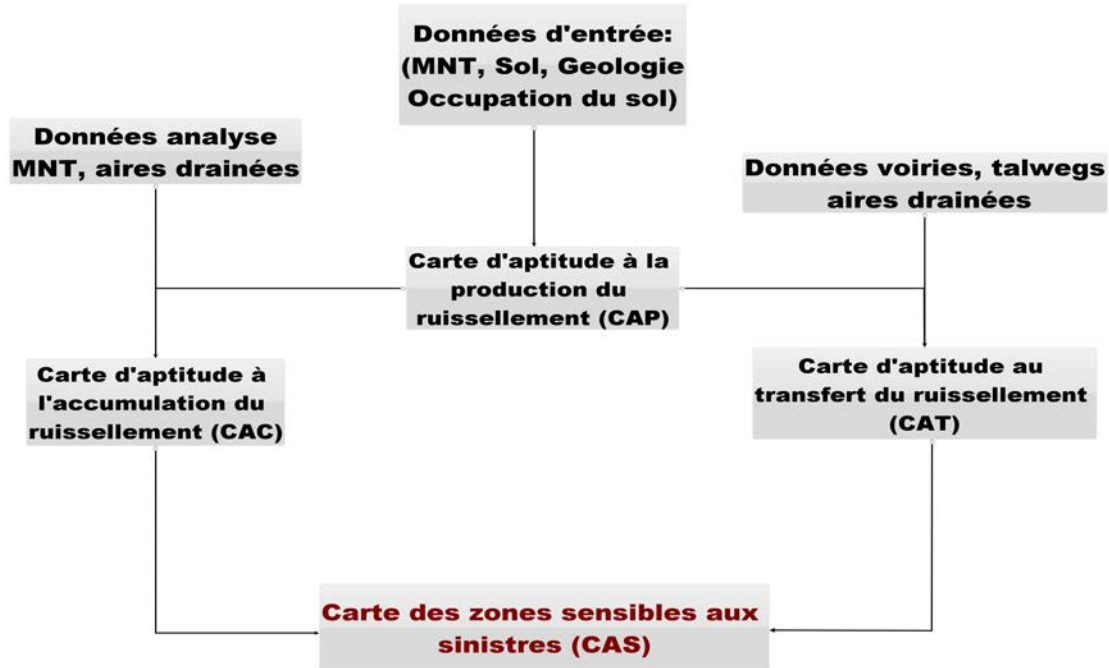 Données d'entrée:
(MNT, Sol, Geologie
Occupation du sol)
Données analyse
MNT, aires drainées
Données voiries, talwegs
aires drainées
Carte d'aptitude à la
production du
ruissellement (CAP)
Carte d'aptitude à
l'accumulation du
ruissellement (CAC)
Carte d'aptitude au
transfert du ruissellement
(CAT)
Carte des zones sensibles aux
sinistres (CAS)